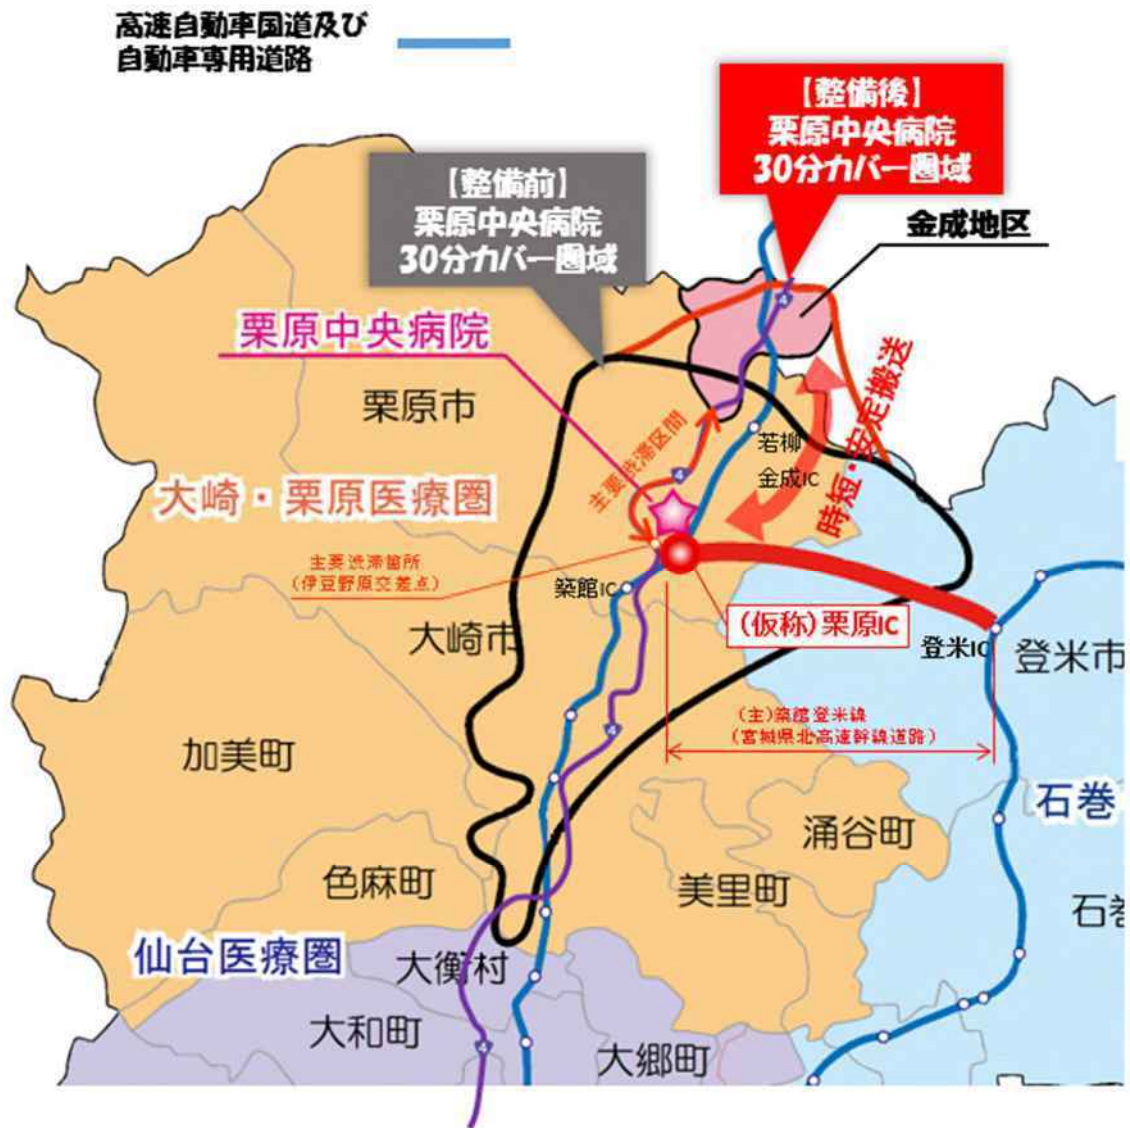 高速自動車国道及び
自動車専用道路
【整備後】
栗原中央病院
30分カバー圏域
【整備前】
栗原中央病院
30分カバー圏域
金成地区
栗原中央病院
栗原市
大崎・栗原医療圏
主要渋滞区間
若柳
金成IC
時短・安定搬送
主要渋滞箇所
(伊豆野原交差点)
築館IC
(仮称)栗原IC
大崎市
登米IC
登米市
(主)築館登米線
(宮城県北高速幹線道路)
加美町
石巻
涌谷町
色麻町
美里町
仙台医療圏
大衡村
大和町
大郷町
4
4
4
4